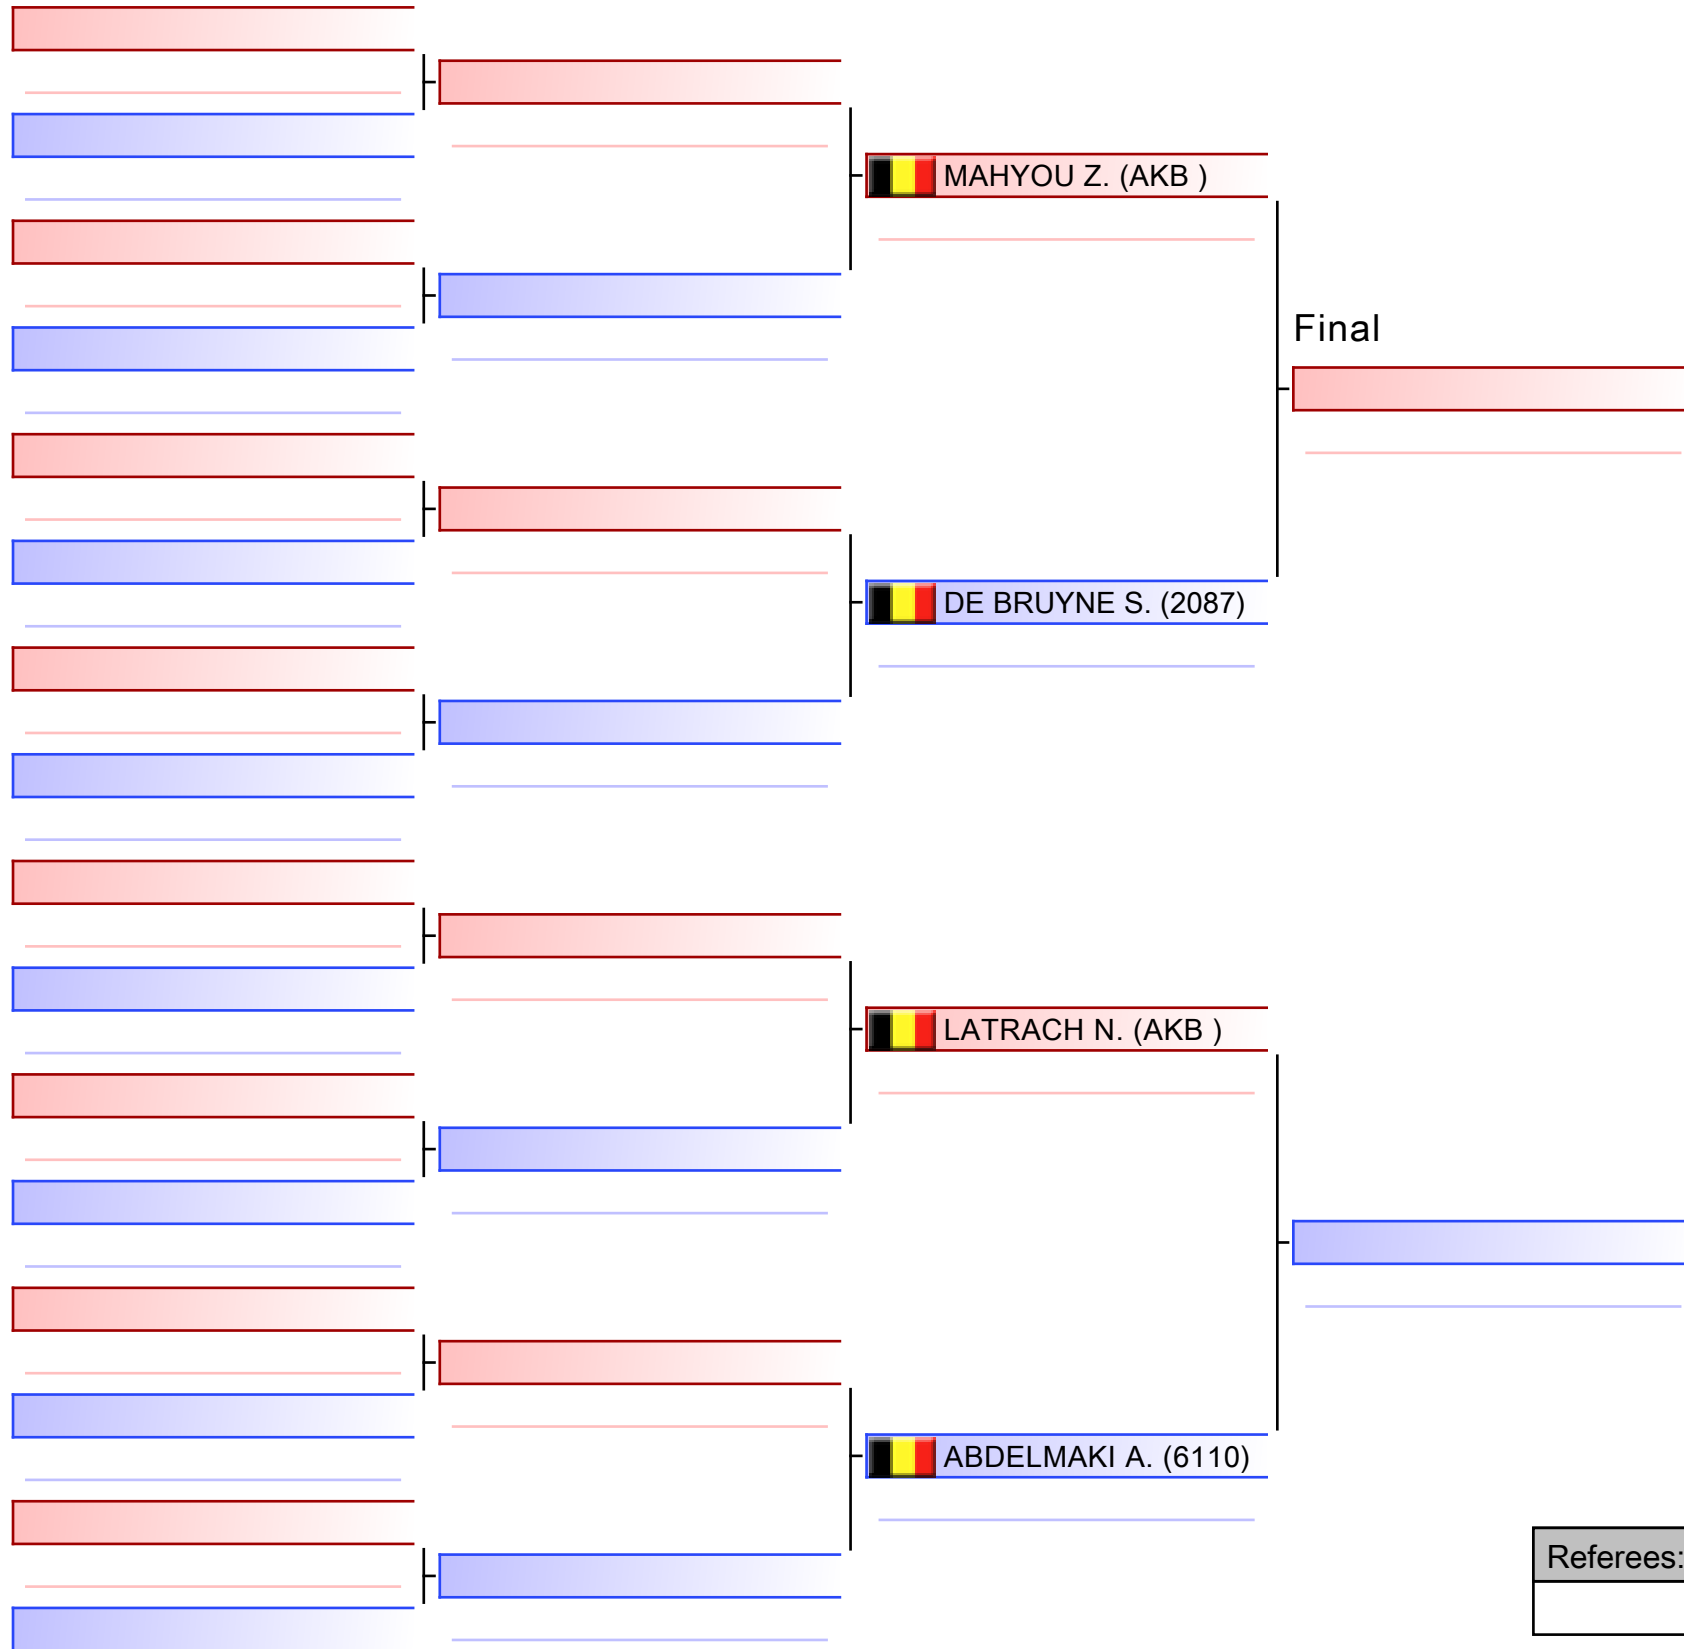 MAHYOU Z. (AKB )
Final
DE BRUYNE S. (2087)
LATRACH N. (AKB )
ABDELMAKI A. (6110)
Referees: